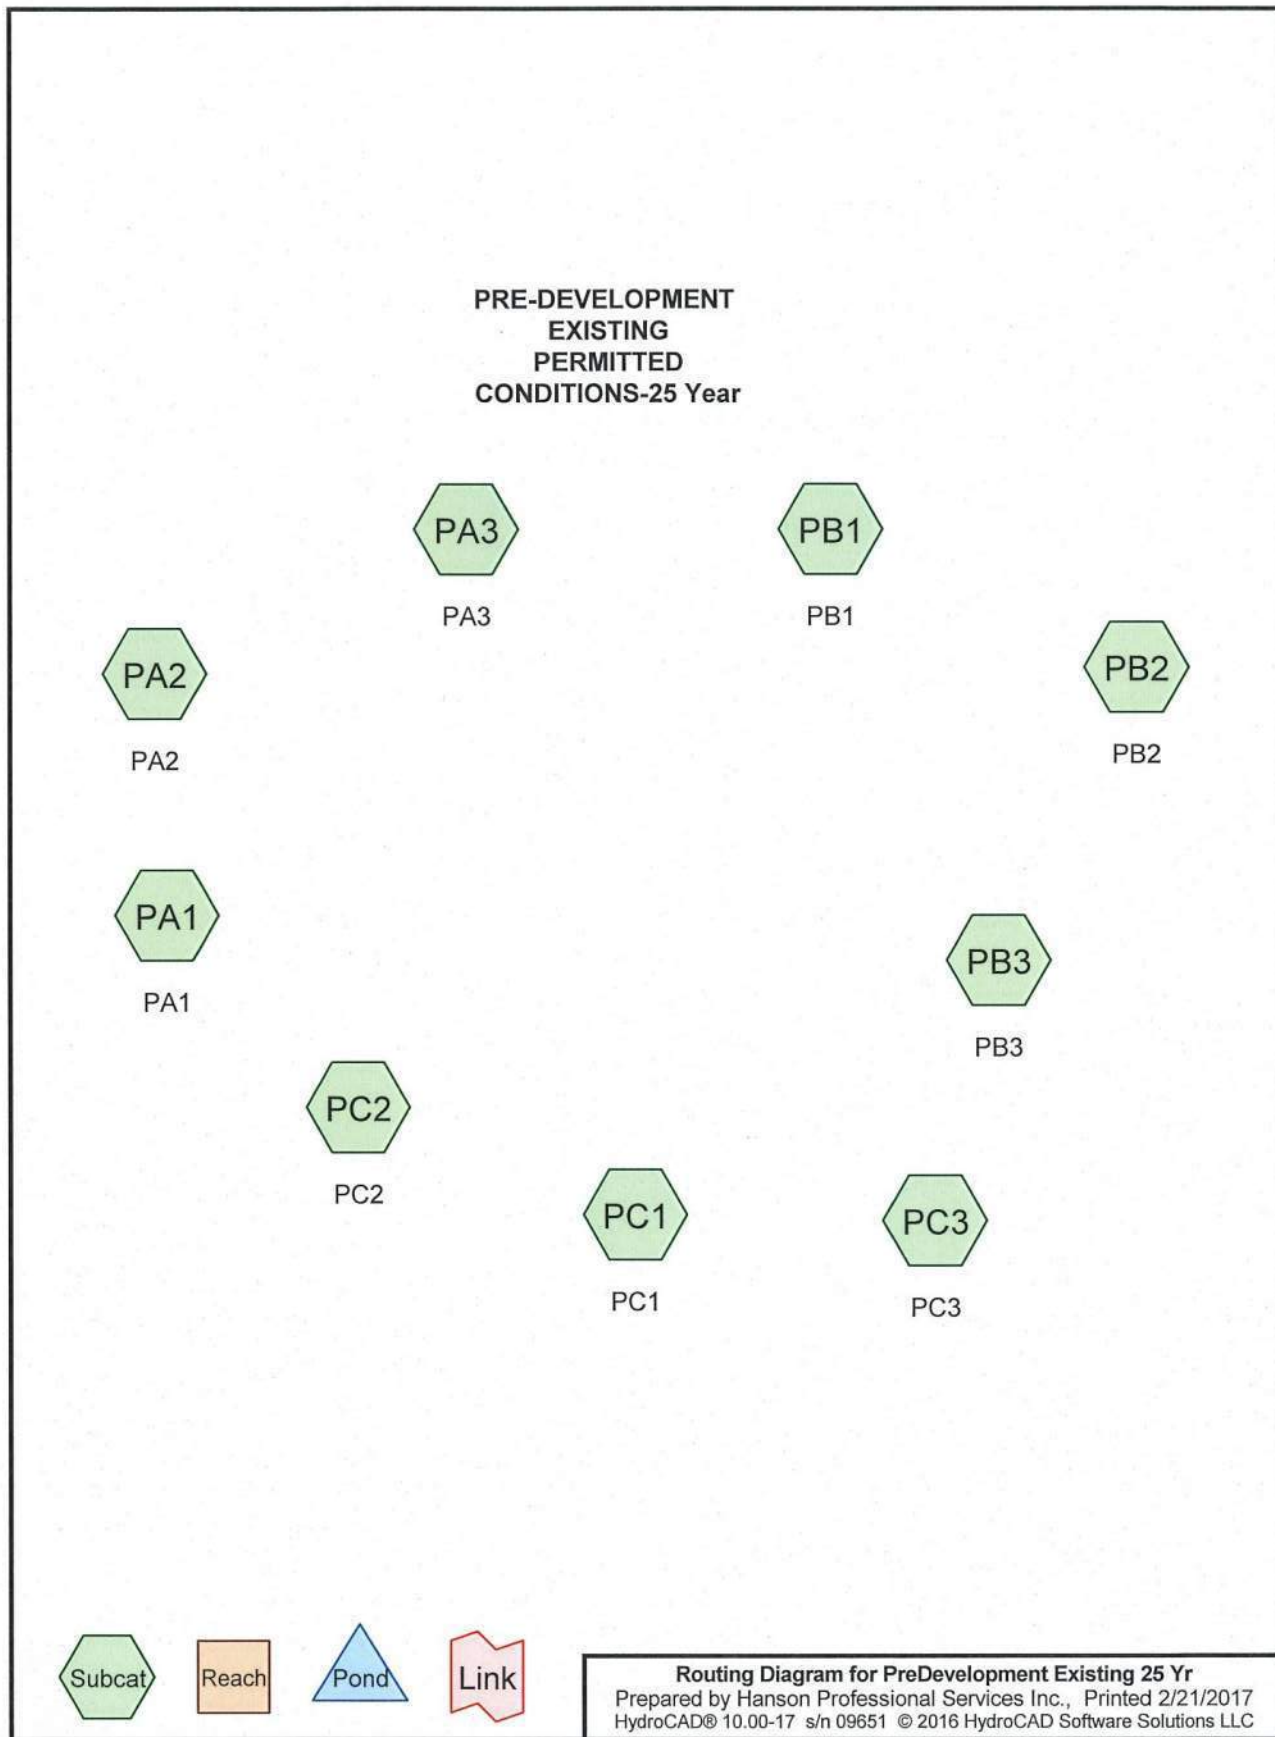 PRE-DEVELOPMENT
EXISTING
PERMITTED
CONDITIONS-25 Year
PA3
PA3
PB1
PB1
PA2
PA2
PB2
PB2
PA1
PA1
PB3
PB3
PC2
PC2
PC1
PC1
PC3
PC3
Subcat
Reach
Pond
Link
Routing Diagram for PreDevelopment Existing 25 Yr
Prepared by Hanson Professional Services Inc., Printed 2/21/2017
HydroCAD® 10.00-17 s/n 09651 © 2016 HydroCAD Software Solutions LLC